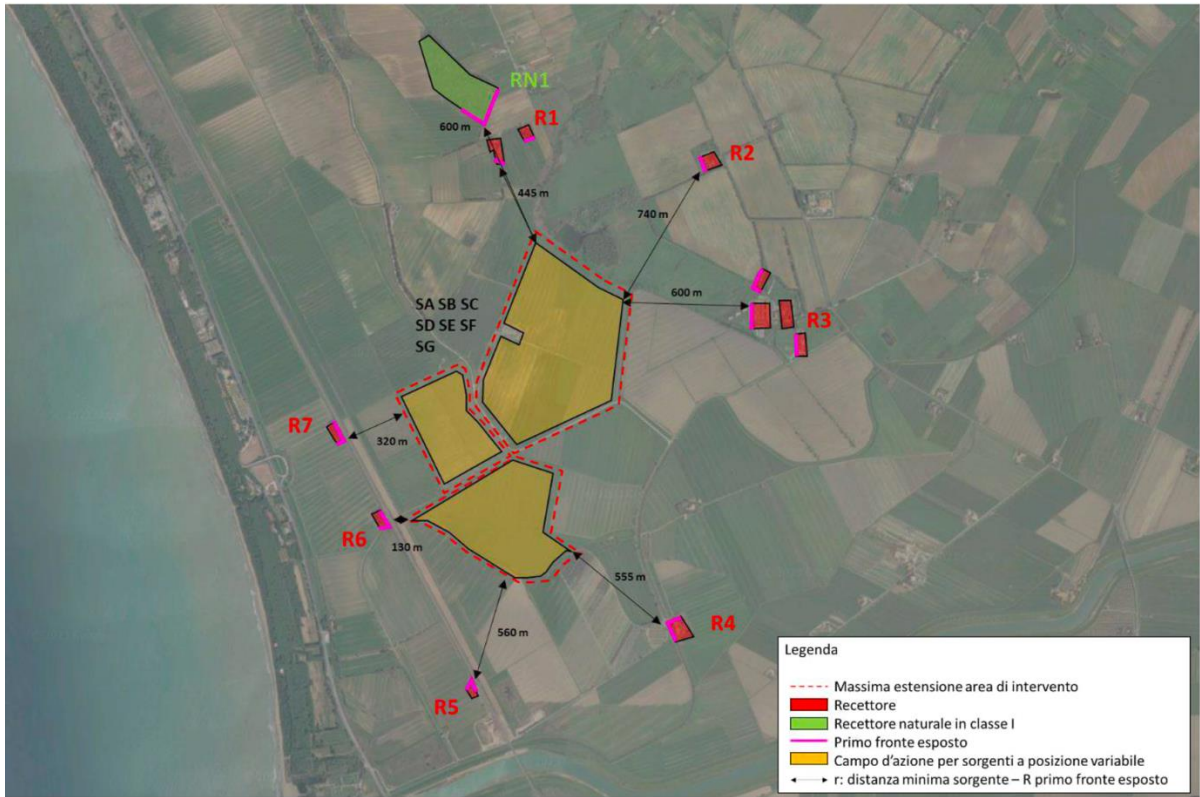 RN1
600 m
R1
R2
445 m
740 m
SA SB SC
SD SE SF
SG
600 m
R3
R7
320 m
R6
130 m
555 m
R4
560 m
R5
Legenda
Massima estensione area di intervento
Recettore
Recettore naturale in classe I
Primo fronte esposto
Campo d'azione per sorgenti a posizione variabile
r: distanza minima sorgente – R primo fronte esposto